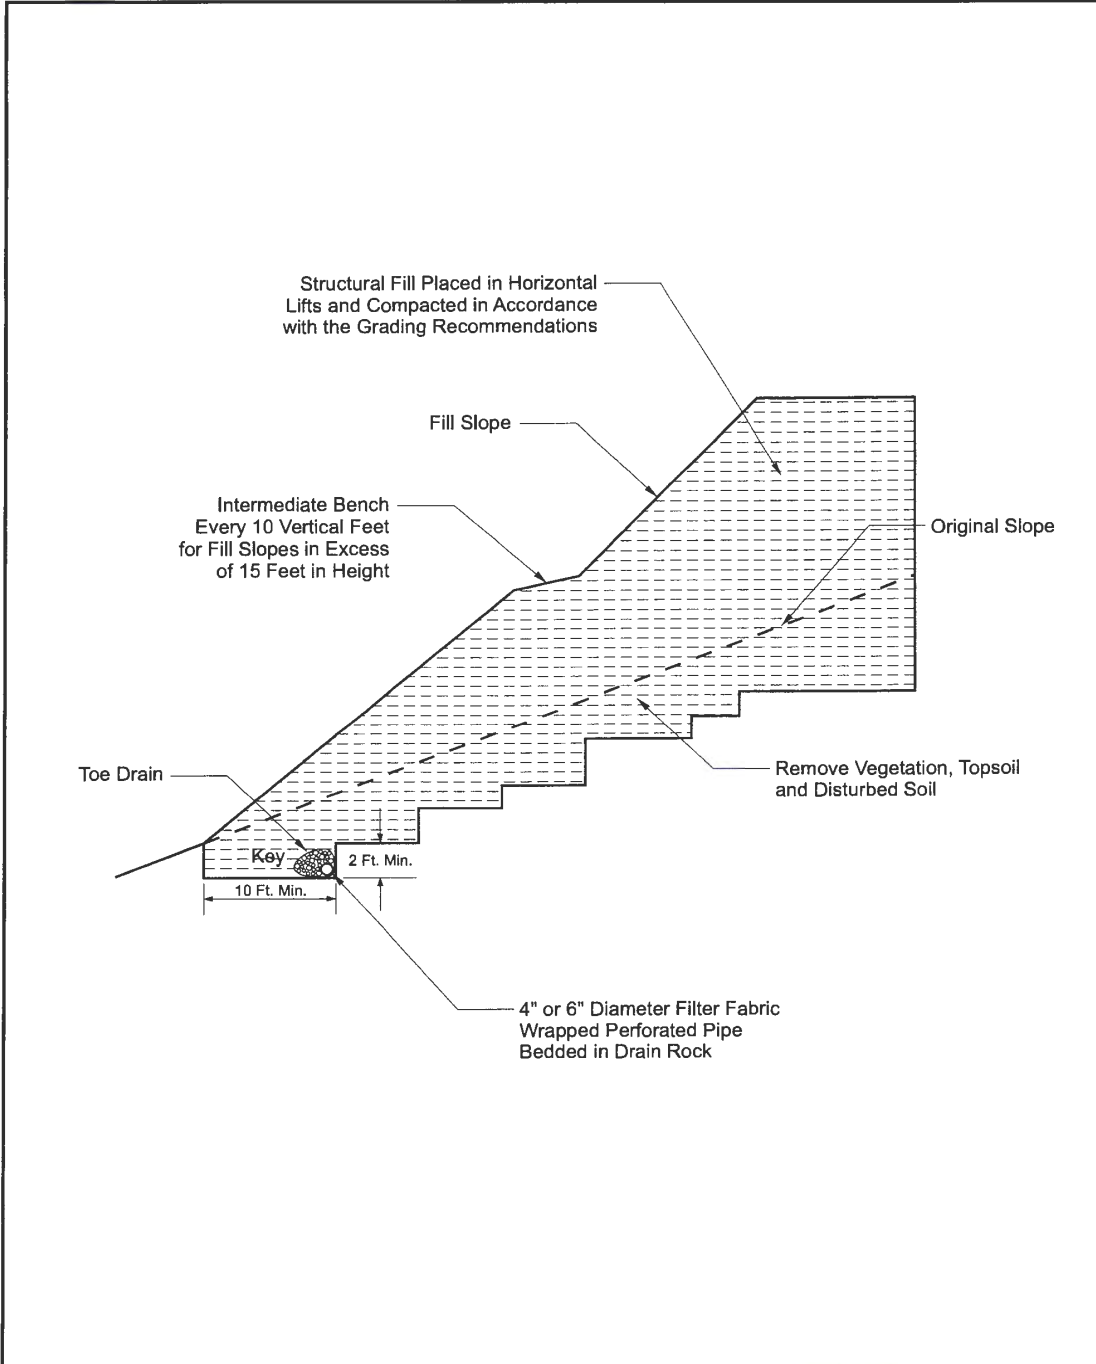 Structural Fill Placed in Horizontal
Lifts and Compacted in Accordance
with the Grading Recommendations
Fill Slope
Intermediate Bench
Every 10 Vertical Feet
for Fill Slopes in Excess
of 15 Feet in Height
Original Slope
Toe Drain
Remove Vegetation, Topsoil
and Disturbed Soil
Key
2 Ft. Min.
10 Ft. Min.
4" or 6" Diameter Filter Fabric
Wrapped Perforated Pipe
Bedded in Drain Rock